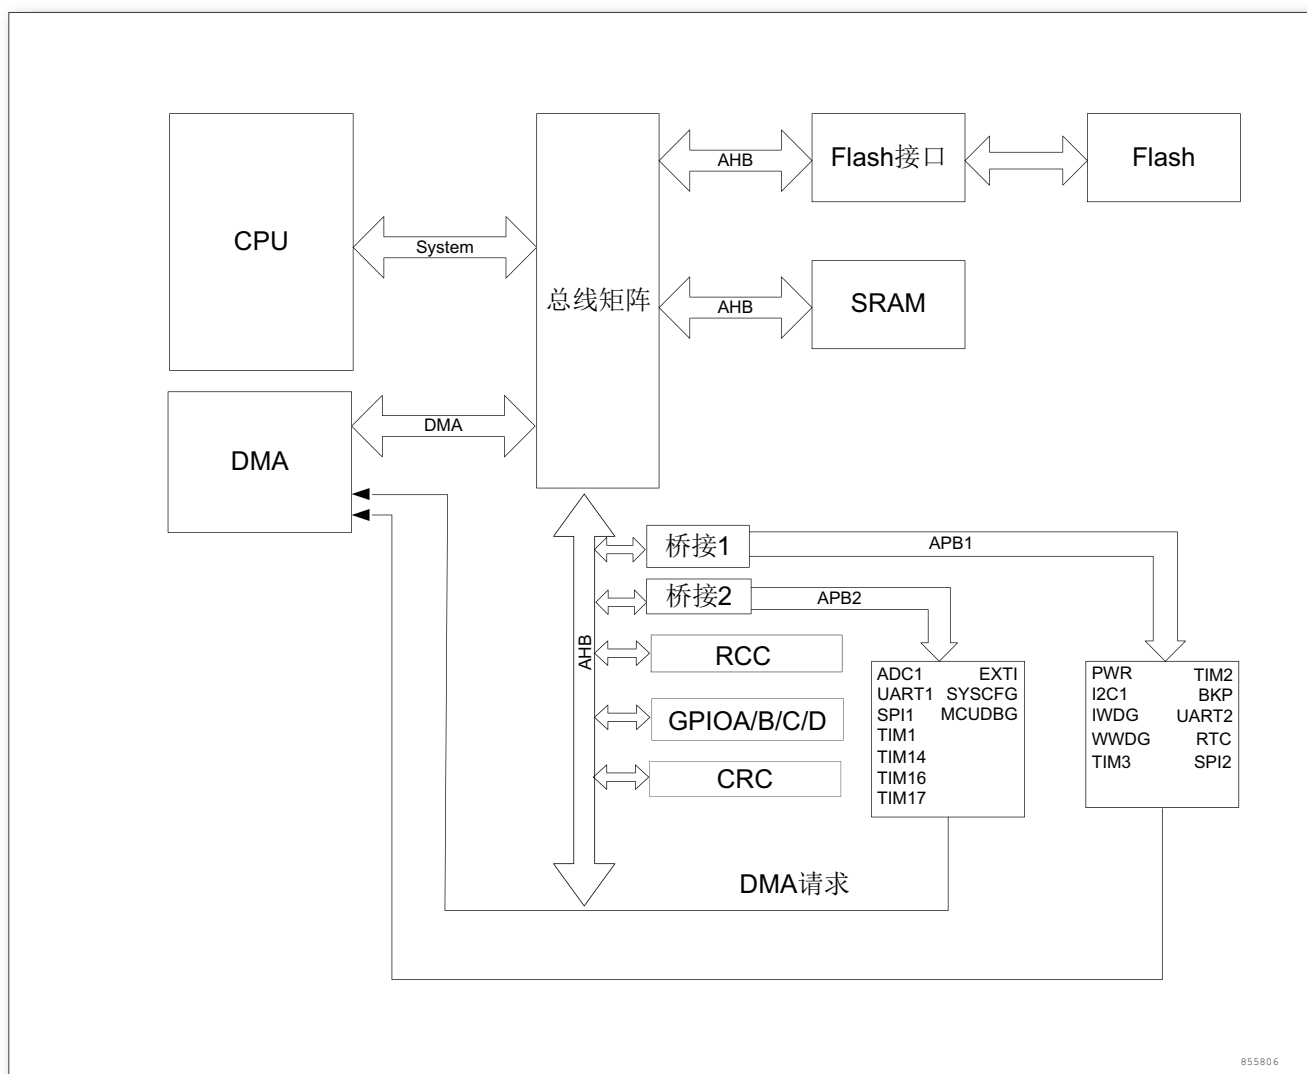 CPU
System
总线矩阵
AHB
Flash接口
Flash
AHB
SRAM
DMA
DMA
桥接1
APB1
桥接2
APB2
AHB
RCC
GPIOA/B/C/D
CRC
ADC1 EXTI
UART1 SYSCFG
SPI1 MCUDBG
TIM1
TIM14
TIM16
TIM17
PWR TIM2
I2C1 BKP
IWDG UART2
WWDG RTC
TIM3 SPI2
DMA请求
855806